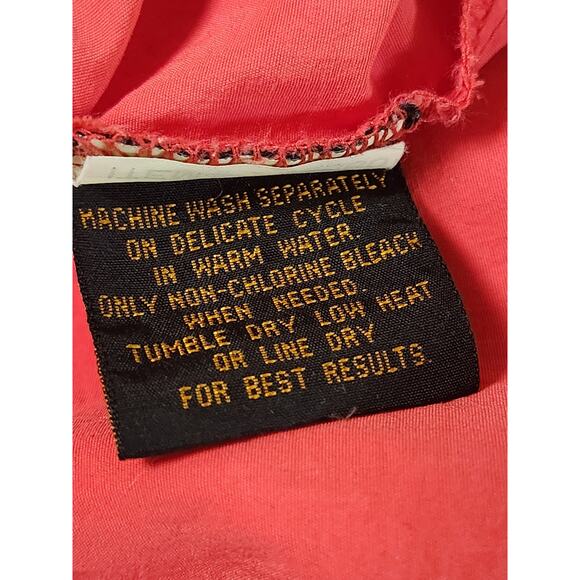 MACHINE WASH SEPARATELY
ON DELICATE CYCLE
IN WARM WATER.
ONLY NON-CHLORINE BLEACH
WHEN NEEDED.
TUMBLE DRY LOW HEAT
OR LINE DRY
FOR BEST RESULTS.